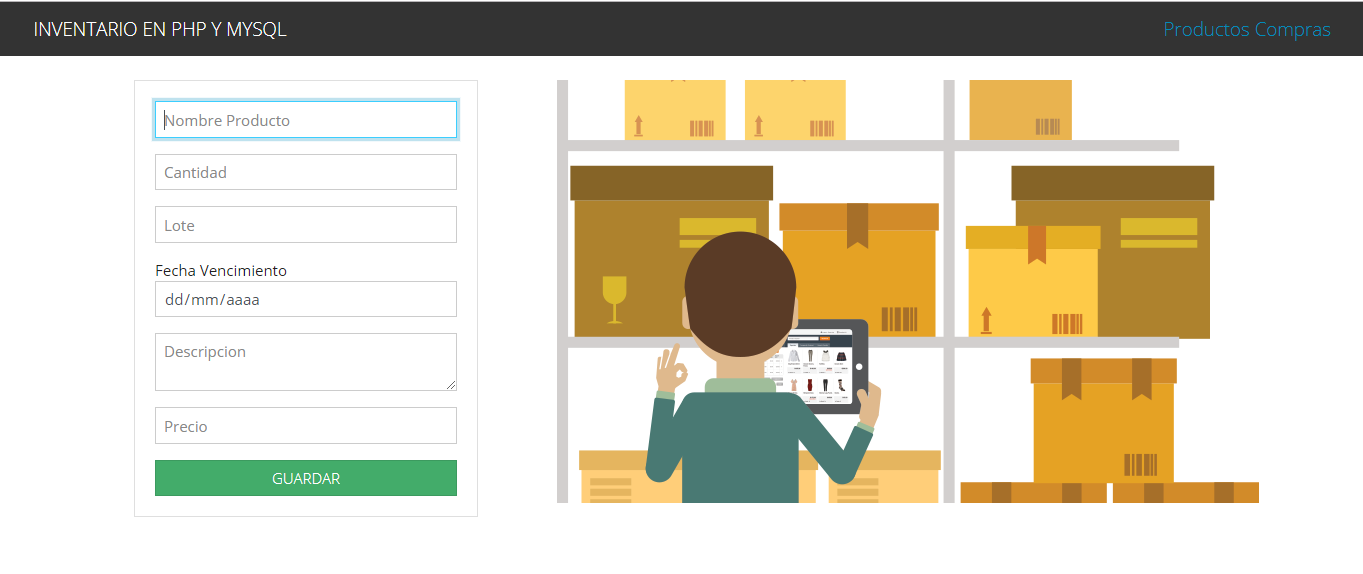 INVENTARIO EN PHP Y MYSQL
Productos Compras
Nombre Producto
Cantidad
Lote
Fecha Vencimiento
dd/mm/aaaa
Descripcion
Precio
GUARDAR